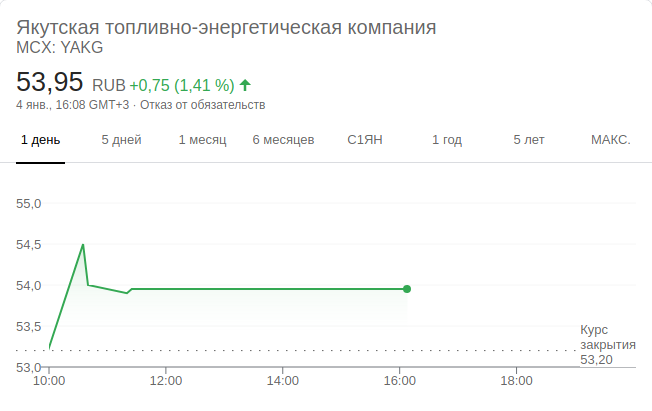 Якутская топливно-энергетическая компания
MCX: YAKG
53,95 RUB +0,75 (1,41 %)
4 янв., 16:08 GMT+3 · Отказ от обязательств
1 день 5 дней 1 месяц 6 месяцев С1ЯН 1 год 5 лет МАКС.
55,0
54,5
54,0
53,5
53,0
Курс
закрытия
53,20
10:00 12:00 14:00 16:00 18:00